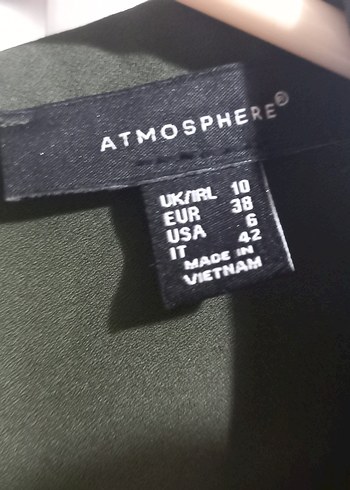 ATMOSPHERE®
UK/IRL 10
EUR 38
USA 6
IT 42
MADE IN
VIETNAM